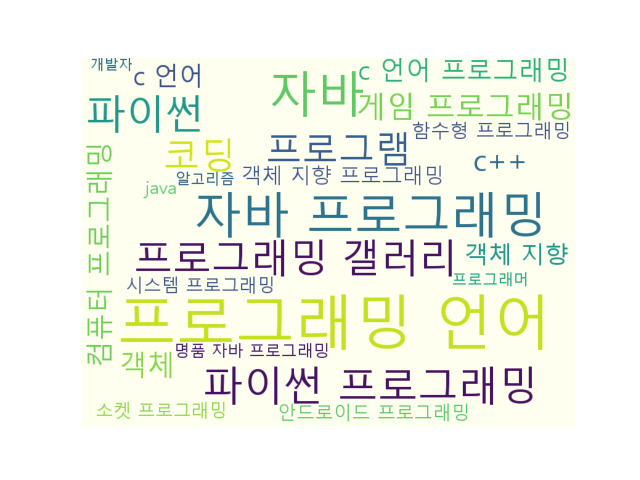 개발자
c 언어
자바
c 언어 프로그래밍
파이썬
게임 프로그래밍
함수형 프로그래밍
코딩
프로그램
c++
알고리즘
객체 지향 프로그래밍
java
자바 프로그래밍
컴퓨터 프로그래밍
프로그래밍 갤러리
객체 지향
시스템 프로그래밍
프로그래머
프로그래밍 언어
명품 자바 프로그래밍
객체
파이썬 프로그래밍
소켓 프로그래밍
안드로이드 프로그래밍